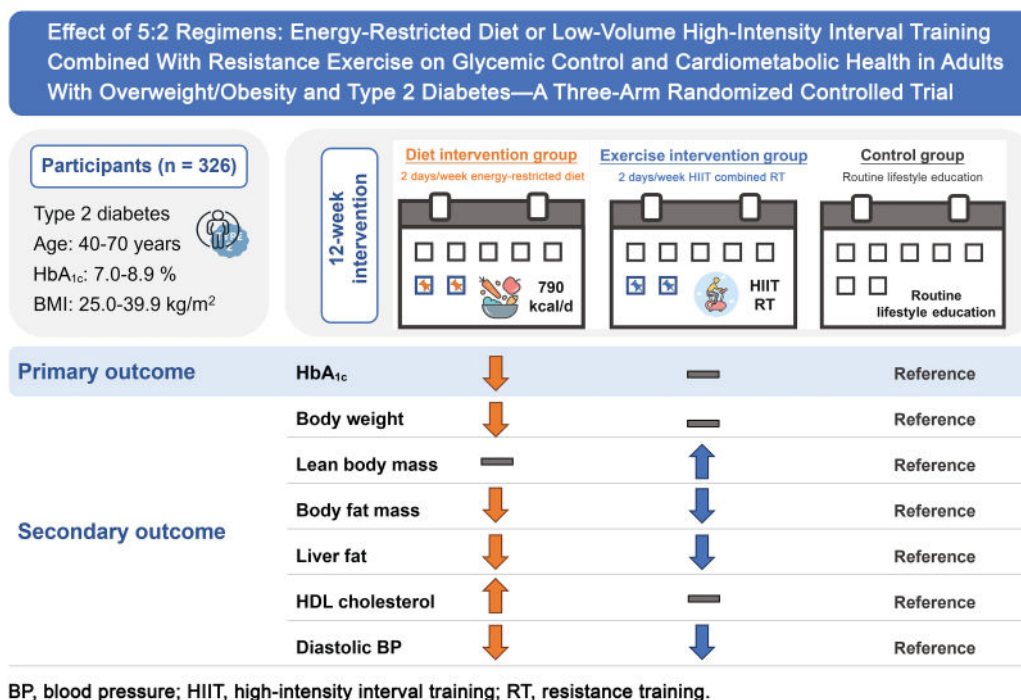 Effect of 5:2 Regimens: Energy-Restricted Diet or Low-Volume High-Intensity Interval Training
Combined With Resistance Exercise on Glycemic Control and Cardiometabolic Health in Adults
With Overweight/Obesity and Type 2 Diabetes—A Three-Arm Randomized Controlled Trial
Participants (n = 326)
Type 2 diabetes
Age: 40-70 years
HbA1c: 7.0-8.9 %
BMI: 25.0-39.9 kg/m2
12-week
intervention
Diet intervention group
2 days/week energy-restricted diet
790
kcal/d
Exercise intervention group
2 days/week HIIT combined RT
HIIT
RT
Control group
Routine lifestyle education
Routine
lifestyle education
Primary outcome HbA1c Reference
Secondary outcome
Body weight Reference
Lean body mass Reference
Body fat mass Reference
Liver fat Reference
HDL cholesterol Reference
Diastolic BP Reference
BP, blood pressure; HIIT, high-intensity interval training; RT, resistance training.